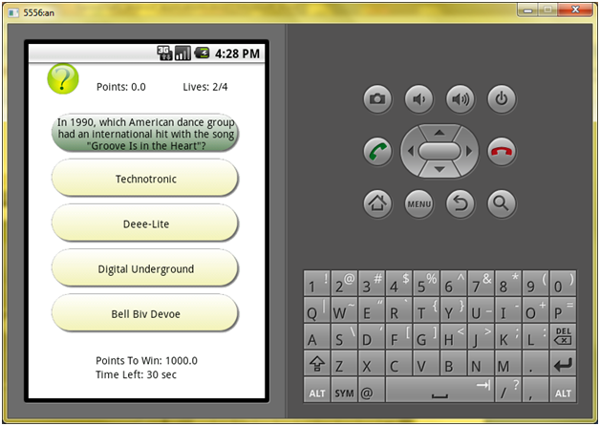 5556:an
3G
4:28 PM
?
Points: 0.0
Lives: 2/4
In 1990, which American dance group
had an international hit with the song
"Groove Is in the Heart"?
Technotronic
Deee-Lite
Digital Underground
Bell Biv Devoe
Points To Win: 1000.0
Time Left: 30 sec
MENU
1 ! 2 @ 3 # 4 $ 5 % 6 ^ 7 & 8 * 9 ( 0 )
Q | W ~ E “ R ` T { Y } U _ I - O + P =
A S \ D ' F [ G ] H < J > K ; L : DEL
Z X C V B N M .
ALT SYM @ / ? , ALT